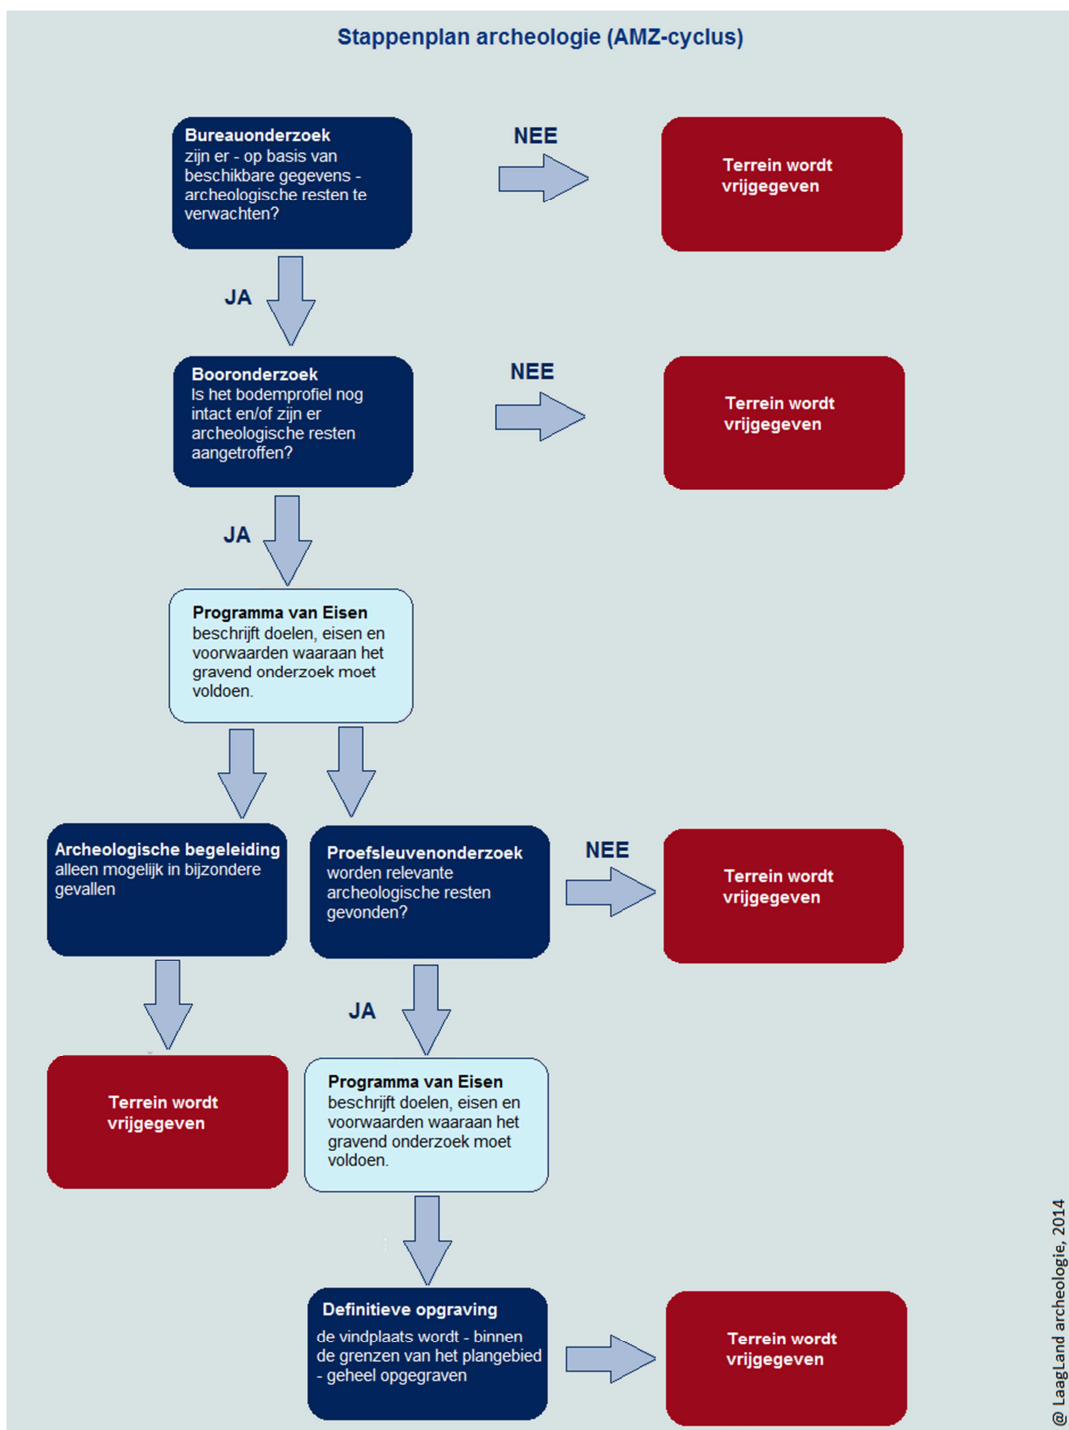 Stappenplan archeologie (AMZ-cyclus)
Bureauonderzoek
zijn er - op basis van
beschikbare gegevens -
archeologische resten te
verwachten?
NEE
Terrein wordt
vrijgegeven
JA
Booronderzoek
Is het bodemprofiel nog
intact en/of zijn er
archeologische resten
aangetroffen?
NEE
Terrein wordt
vrijgegeven
JA
Programma van Eisen
beschrijft doelen, eisen en
voorwaarden waaraan het
gravend onderzoek moet
voldoen.
Archeologische begeleiding
alleen mogelijk in bijzondere
gevallen
Proefsleuvenonderzoek
worden relevante
archeologische resten
gevonden?
NEE
Terrein wordt
vrijgegeven
JA
Terrein wordt
vrijgegeven
Programma van Eisen
beschrijft doelen, eisen en
voorwaarden waaraan het
gravend onderzoek moet
voldoen.
Definitieve opgraving
de vindplaats wordt - binnen
de grenzen van het plangebied
- geheel opgegraven
Terrein wordt
vrijgegeven
@ LaagLand archeologie, 2014